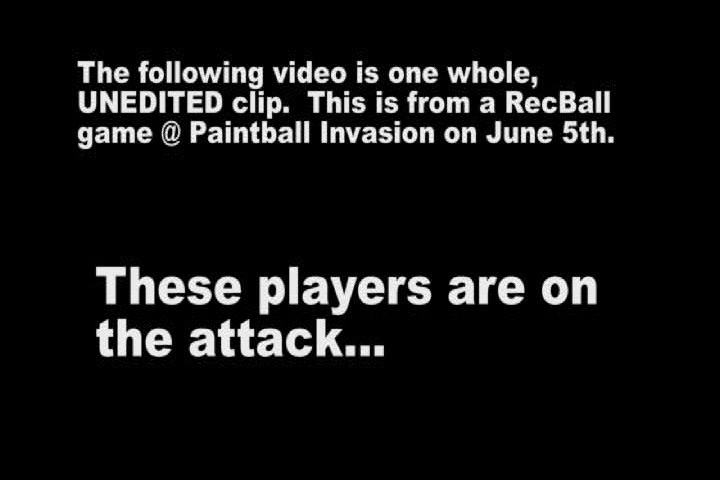 The following video is one whole,
UNEDITED clip.  This is from a RecBall
game @ Paintball Invasion on June 5th.
These players are on
the attack...